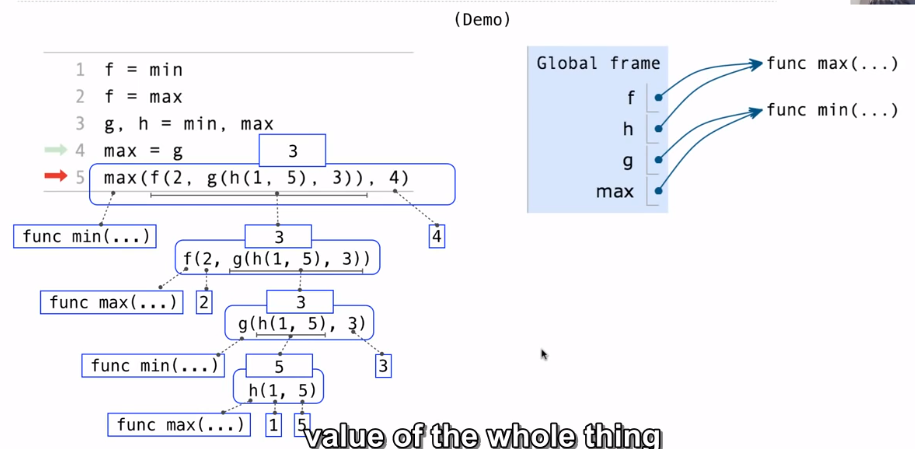 (Demo)
1 f = min
2 f = max
3 g, h = min, max
4 max = g
3
5 max(f(2, g(h(1, 5), 3)), 4)
func min(...)
3
4
f(2, g(h(1, 5), 3))
func max(...)
2
3
g(h(1, 5), 3)
func min(...)
5
3
h(1, 5)
func max(...)
1
5
Global frame
f
h
g
max
func max(...)
func min(...)
value of the whole thing